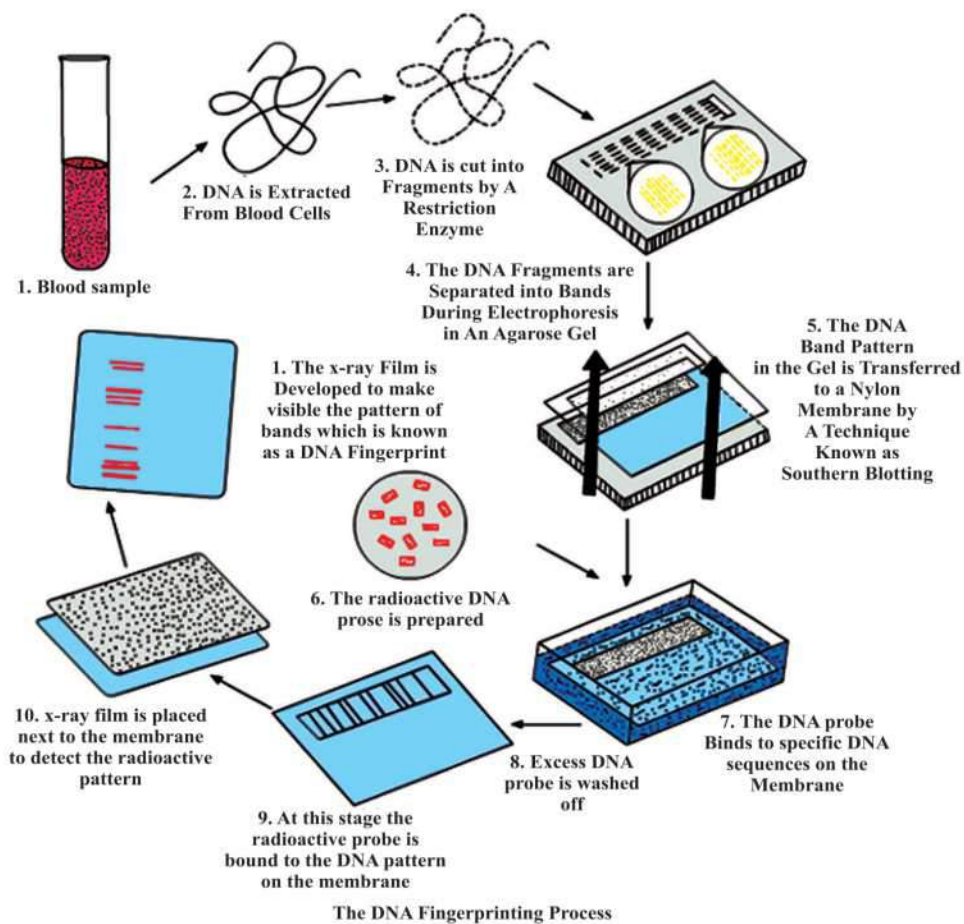 1. Blood sample
2. DNA is Extracted
From Blood Cells
3. DNA is cut into
Fragments by A
Restriction
Enzyme
4. The DNA Fragments are
Separated into Bands
During Electrophoresis
in An Agarose Gel
5. The DNA
Band Pattern
in the Gel is Transferred
to a Nylon
Membrane by
A Technique
Known as
Southern Blotting
1. The x-ray Film is
Developed to make
visible the pattern of
bands which is known
as a DNA Fingerprint
6. The radioactive DNA
prose is prepared
7. The DNA probe
Binds to specific DNA
sequences on the
Membrane
8. Excess DNA
probe is washed
off
9. At this stage the
radioactive probe is
bound to the DNA pattern
on the membrane
10. x-ray film is placed
next to the membrane
to detect the radioactive
pattern
The DNA Fingerprinting Process